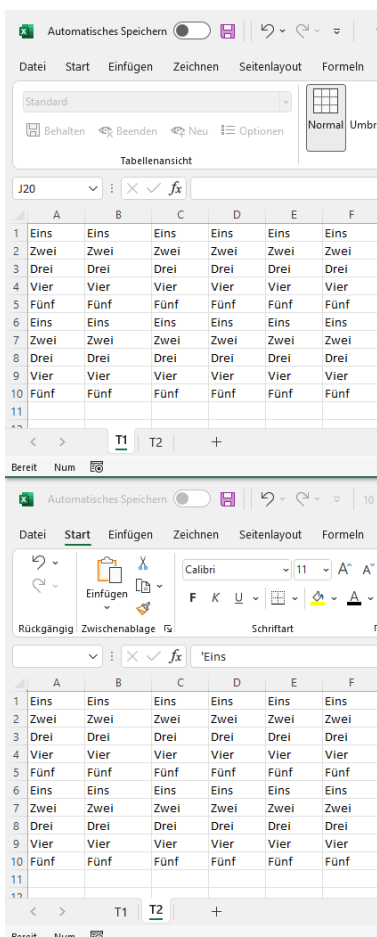 Automatisches Speichern
Datei Start Einfügen Zeichnen Seitenlayout Formeln
Standard
Behalten Beenden Neu Optionen
Normal
Tabellenansicht
J20 fx
A B C D E F
1 Eins Eins Eins Eins Eins Eins
2 Zwei Zwei Zwei Zwei Zwei Zwei
3 Drei Drei Drei Drei Drei Drei
4 Vier Vier Vier Vier Vier Vier
5 Fünf Fünf Fünf Fünf Fünf Fünf
6 Eins Eins Eins Eins Eins Eins
7 Zwei Zwei Zwei Zwei Zwei Zwei
8 Drei Drei Drei Drei Drei Drei
9 Vier Vier Vier Vier Vier Vier
10 Fünf Fünf Fünf Fünf Fünf Fünf
11
T1 T2 +
Bereit Num
Automatisches Speichern 10
Datei Start Einfügen Zeichnen Seitenlayout Formeln
Calibri 11 A A
Einfügen
F K U A
Rückgängig Zwischenablage Schriftart
fx 'Eins
A B C D E F
1 Eins Eins Eins Eins Eins Eins
2 Zwei Zwei Zwei Zwei Zwei Zwei
3 Drei Drei Drei Drei Drei Drei
4 Vier Vier Vier Vier Vier Vier
5 Fünf Fünf Fünf Fünf Fünf Fünf
6 Eins Eins Eins Eins Eins Eins
7 Zwei Zwei Zwei Zwei Zwei Zwei
8 Drei Drei Drei Drei Drei Drei
9 Vier Vier Vier Vier Vier Vier
10 Fünf Fünf Fünf Fünf Fünf Fünf
11
12
T1 T2 +
Bereit Num